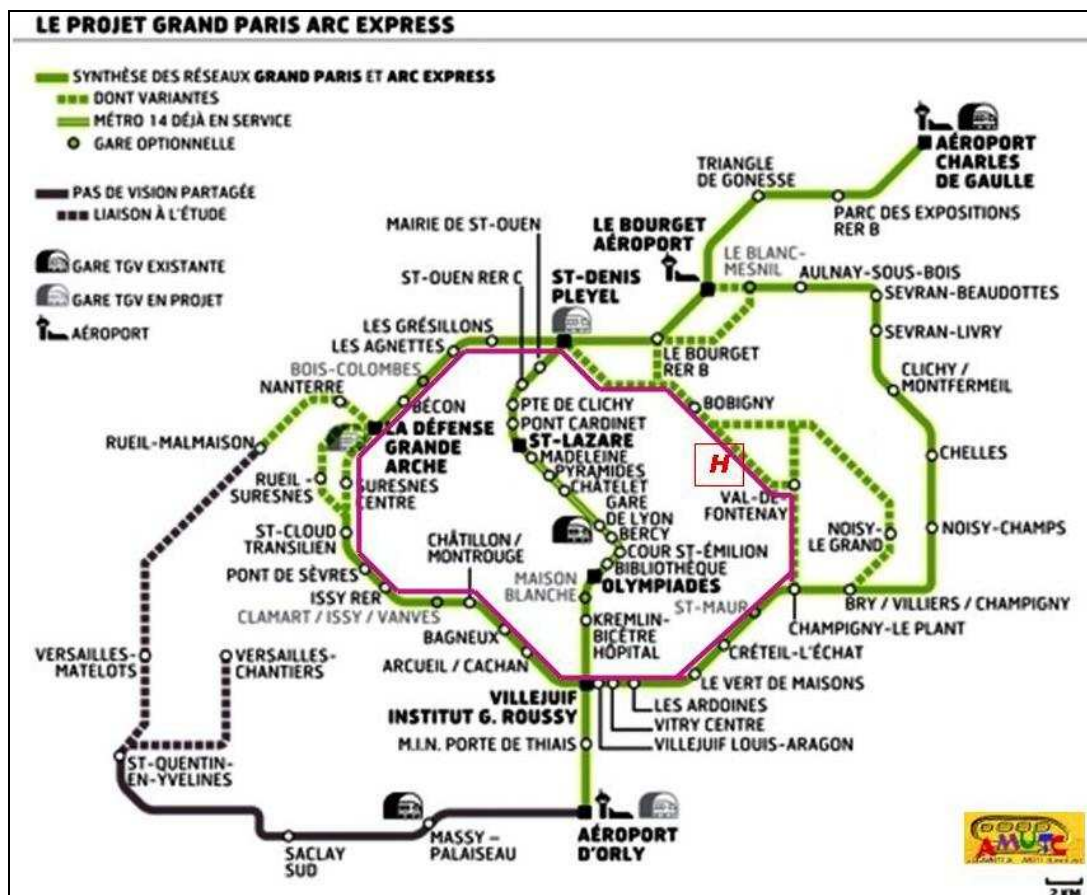 LE PROJET GRAND PARIS ARC EXPRESS
SYNTHÈSE DES RÉSEAUX GRAND PARIS ET ARC EXPRESS
DONT VARIANTES
MÉTRO 14 DÉJÀ EN SERVICE
GARE OPTIONNELLE
PAS DE VISION PARTAGÉE
LIAISON À L'ÉTUDE
GARE TGV EXISTANTE
GARE TGV EN PROJET
AÉROPORT
AÉROPORT
CHARLES
DE GAULLE
TRIANGLE
DE GONESSE
PARC DES EXPOSITIONS
RER B
LE BOURGET
AÉROPORT
LE BLANC-
MESNIL
AULNAY-SOUS-BOIS
SEVRAN-BEAUDOTTES
SEVRAN-LIVRY
CLICHY /
MONTFERMEIL
CHELLES
NOISY-CHAMPS
MAIRIE DE ST-OUEN
ST-OUEN RER C
ST-DENIS
PLEYEL
LES GRÉSILLONS
LES AGNETTES
BOIS-COLOMBES
NANTERRE
BÉCON
LE BOURGET
RER B
BOBIGNY
RUEIL-MALMAISON
LA DÉFENSE
GRANDE
ARCHE
PTE DE CLICHY
PONT CARDINET
ST-LAZARE
MADELEINE
PYRAMIDES
CHÂTELET
GARE
DE LYON
BERCY
COUR ST-ÉMILION
BIBLIOTHÈQUE
OLYMPIADES
H
VAL-DE-
FONTENAY
NOISY-
LE GRAND
RUEIL -
SURESNES
SURESNES
CENTRE
ST-CLOUD
TRANSILIEN
CHÂTILLON /
MONTROUGE
PONT DE SÈVRES
ISSY RER
CLAMART / ISSY / VANVES
MAISON
BLANCHE
ST-MAUR
BRY / VILLIERS / CHAMPIGNY
CHAMPIGNY-LE PLANT
KREMLIN-
BICÊTRE
HÔPITAL
BAGNEUX
ARCUEIL / CACHAN
CRÉTEIL-L'ÉCHAT
LE VERT DE MAISONS
LES ARDOINES
VITRY CENTRE
VILLEJUIF LOUIS-ARAGON
VILLEJUIF
INSTITUT G. ROUSSY
M.I.N. PORTE DE THIAIS
VERSAILLES-
MATELOTS
VERSAILLES-
CHANTIERS
ST-QUENTIN-
EN-YVELINES
SACLAY
SUD
MASSY -
PALAISEAU
AÉROPORT
D'ORLY
AMUTC
2 KM